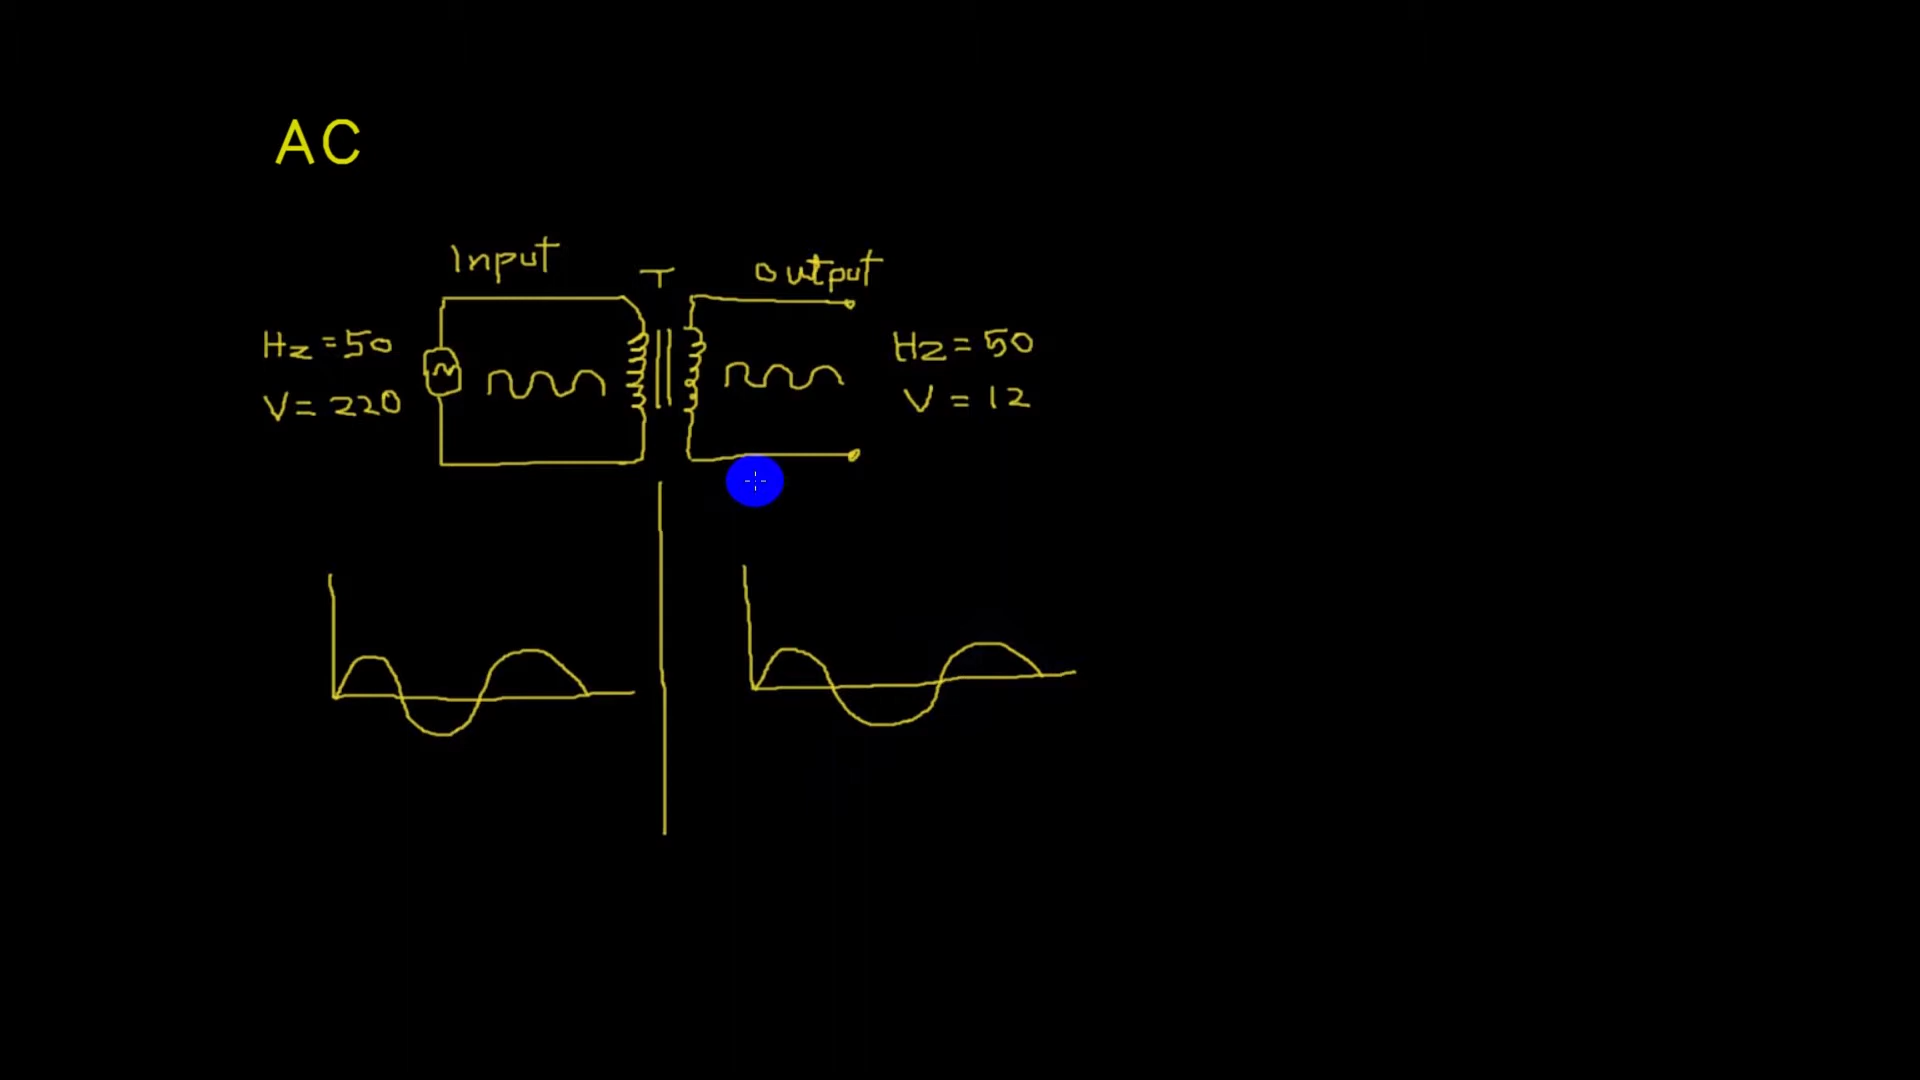 AC
Input
T
output
Hz = 50
V = 220
Hz = 50
V = 12